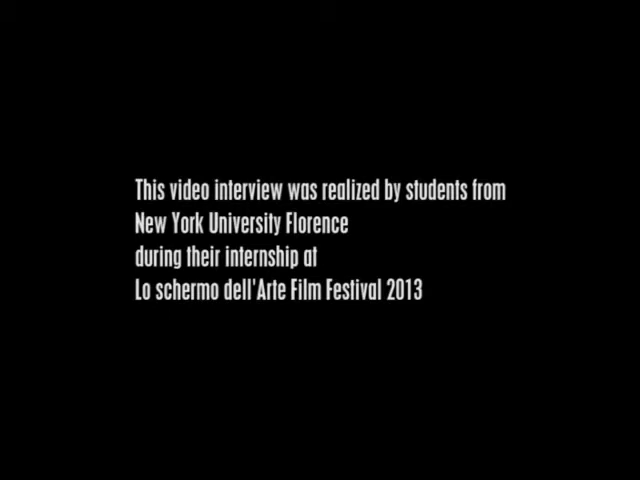 This video interview was realized by students from
New York University Florence
during their internship at
Lo schermo dell'Arte Film Festival 2013